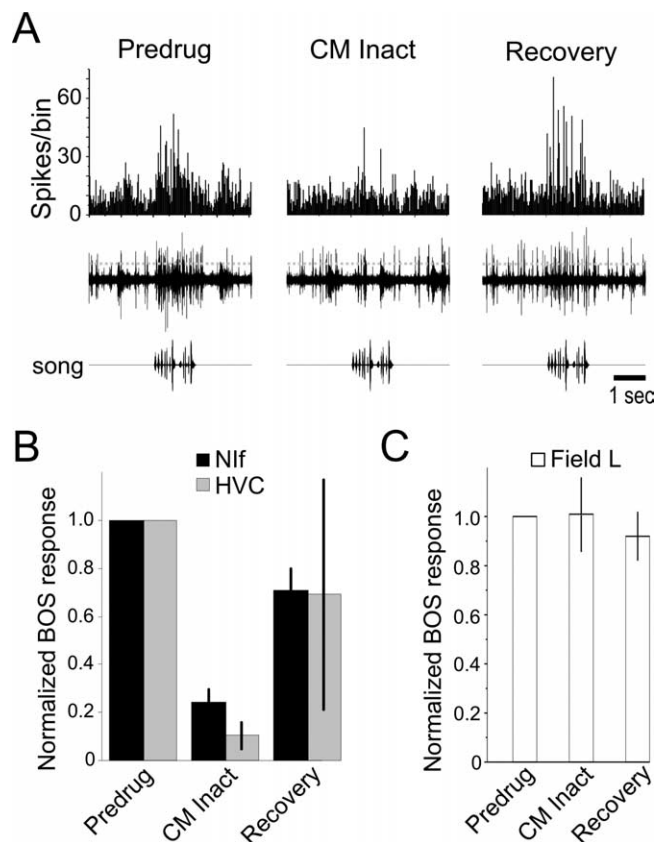 A
Predrug
CM Inact
Recovery
Spikes/bin
60
30
0
song
1 sec
B
NIf
HVC
Normalized BOS response
1.0
0.8
0.6
0.4
0.2
0
Predrug
CM Inact
Recovery
C
Field L
Normalized BOS response
1.0
0.8
0.6
0.4
0.2
0
Predrug
CM Inact
Recovery